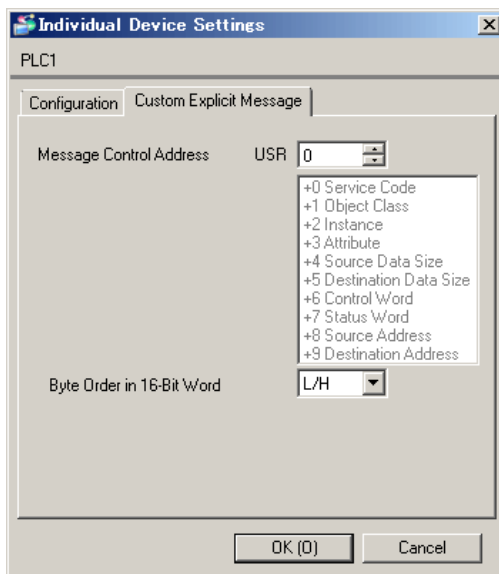 Individual Device Settings
PLC1
Configuration Custom Explicit Message
Message Control Address USR 0
+0 Service Code
+1 Object Class
+2 Instance
+3 Attribute
+4 Source Data Size
+5 Destination Data Size
+6 Control Word
+7 Status Word
+8 Source Address
+9 Destination Address
Byte Order in 16-Bit Word L/H
OK (O) Cancel